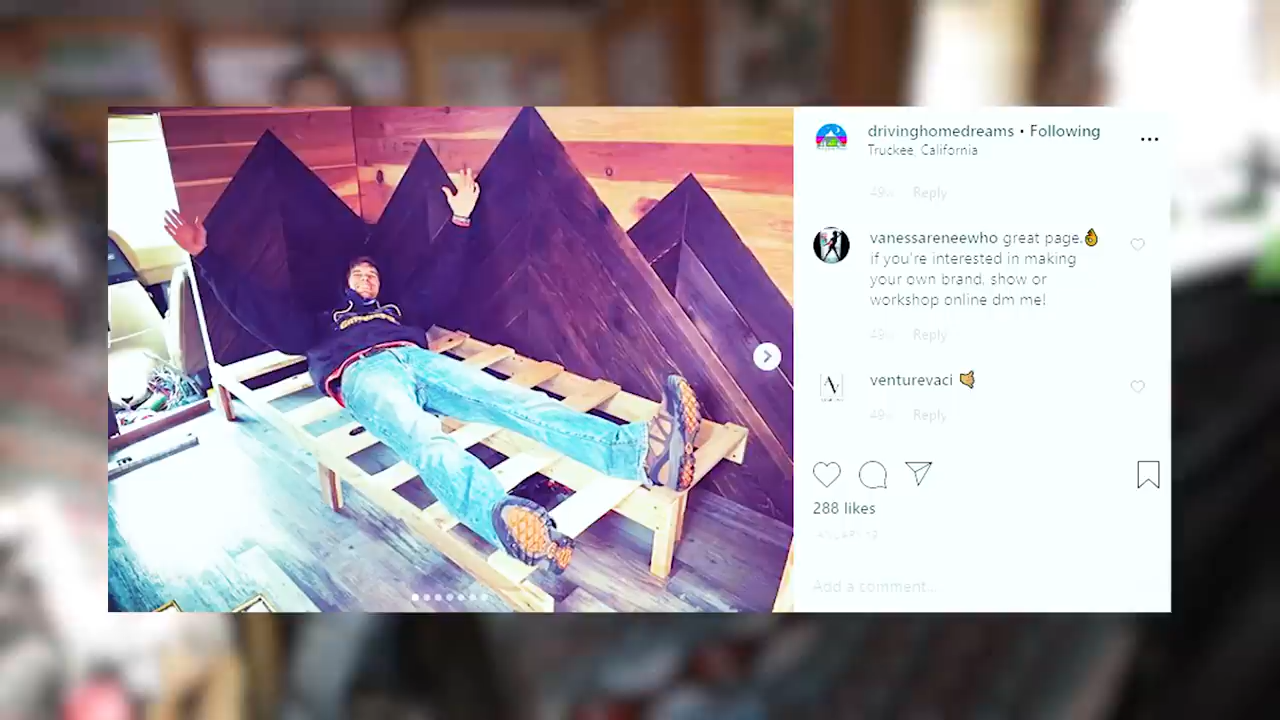 drivinghomedreams • Following
Truckee, California
Reply
vanessareneewho great page.👌
if you're interested in making
your own brand, show or
workshop online dm me!
Reply
venturevaci 🤙
Reply
288 likes
Add a comment...